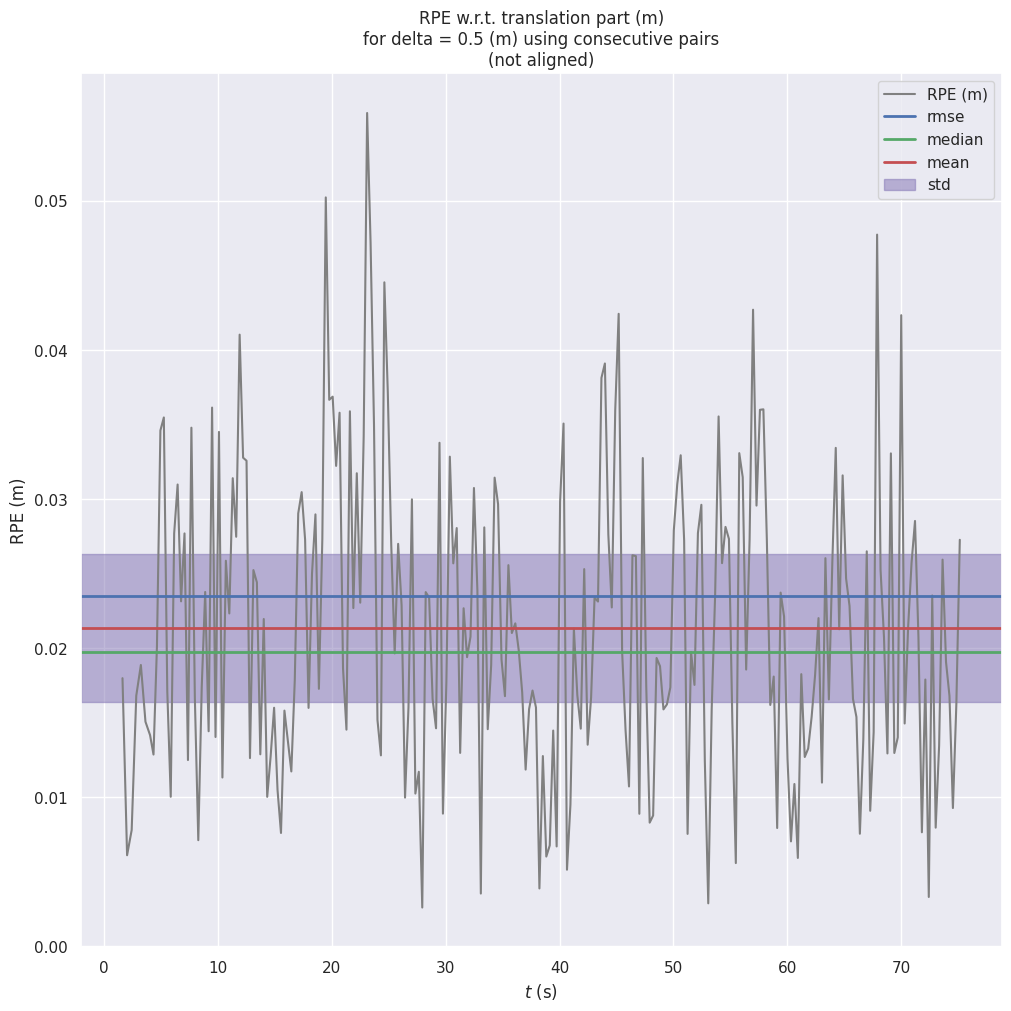 RPE w.r.t. translation part (m)
for delta = 0.5 (m) using consecutive pairs
(not aligned)
RPE (m)
rmse
median
mean
std
RPE (m)
0.05
0.04
0.03
0.02
0.01
0.00
0 10 20 30 40 50 60 70
t (s)